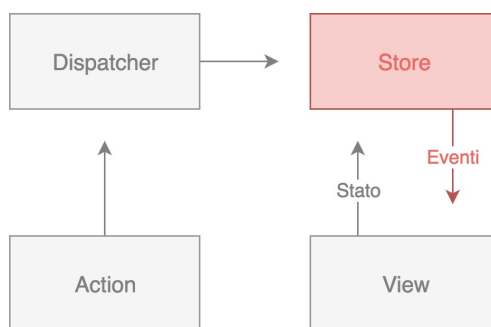 Dispatcher
Store
Eventi
Stato
Action
View